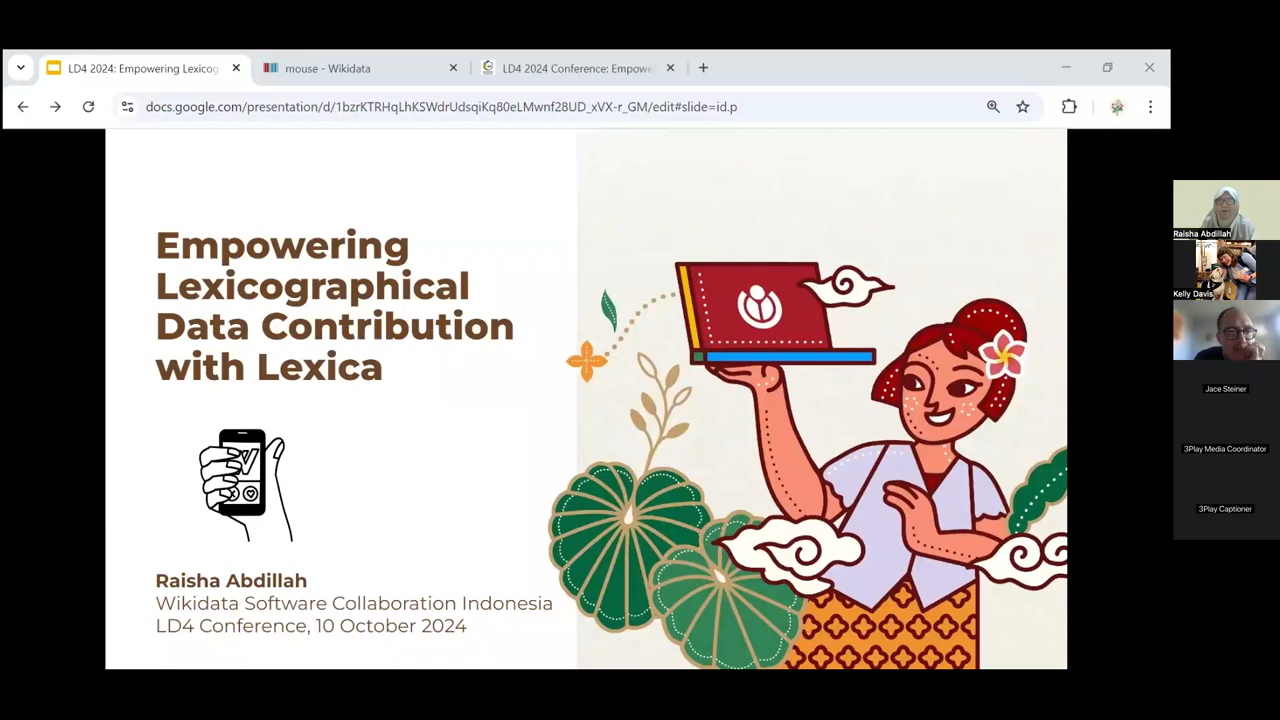 LD4 2024: Empowering Lexicog
mouse - Wikidata
LD4 2024 Conference: Empowe
docs.google.com/presentation/d/1bzrKTRHqLhKSWdrUdsqiKq80eLMwnf28UD_xVX-r_GM/edit#slide=id.p
Empowering
Lexicographical
Data Contribution
with Lexica
Raisha Abdillah
Wikidata Software Collaboration Indonesia
LD4 Conference, 10 October 2024
Raisha Abdillah
Kelly Davis
Jace Steiner
3Play Media Coordinator
3Play Captioner